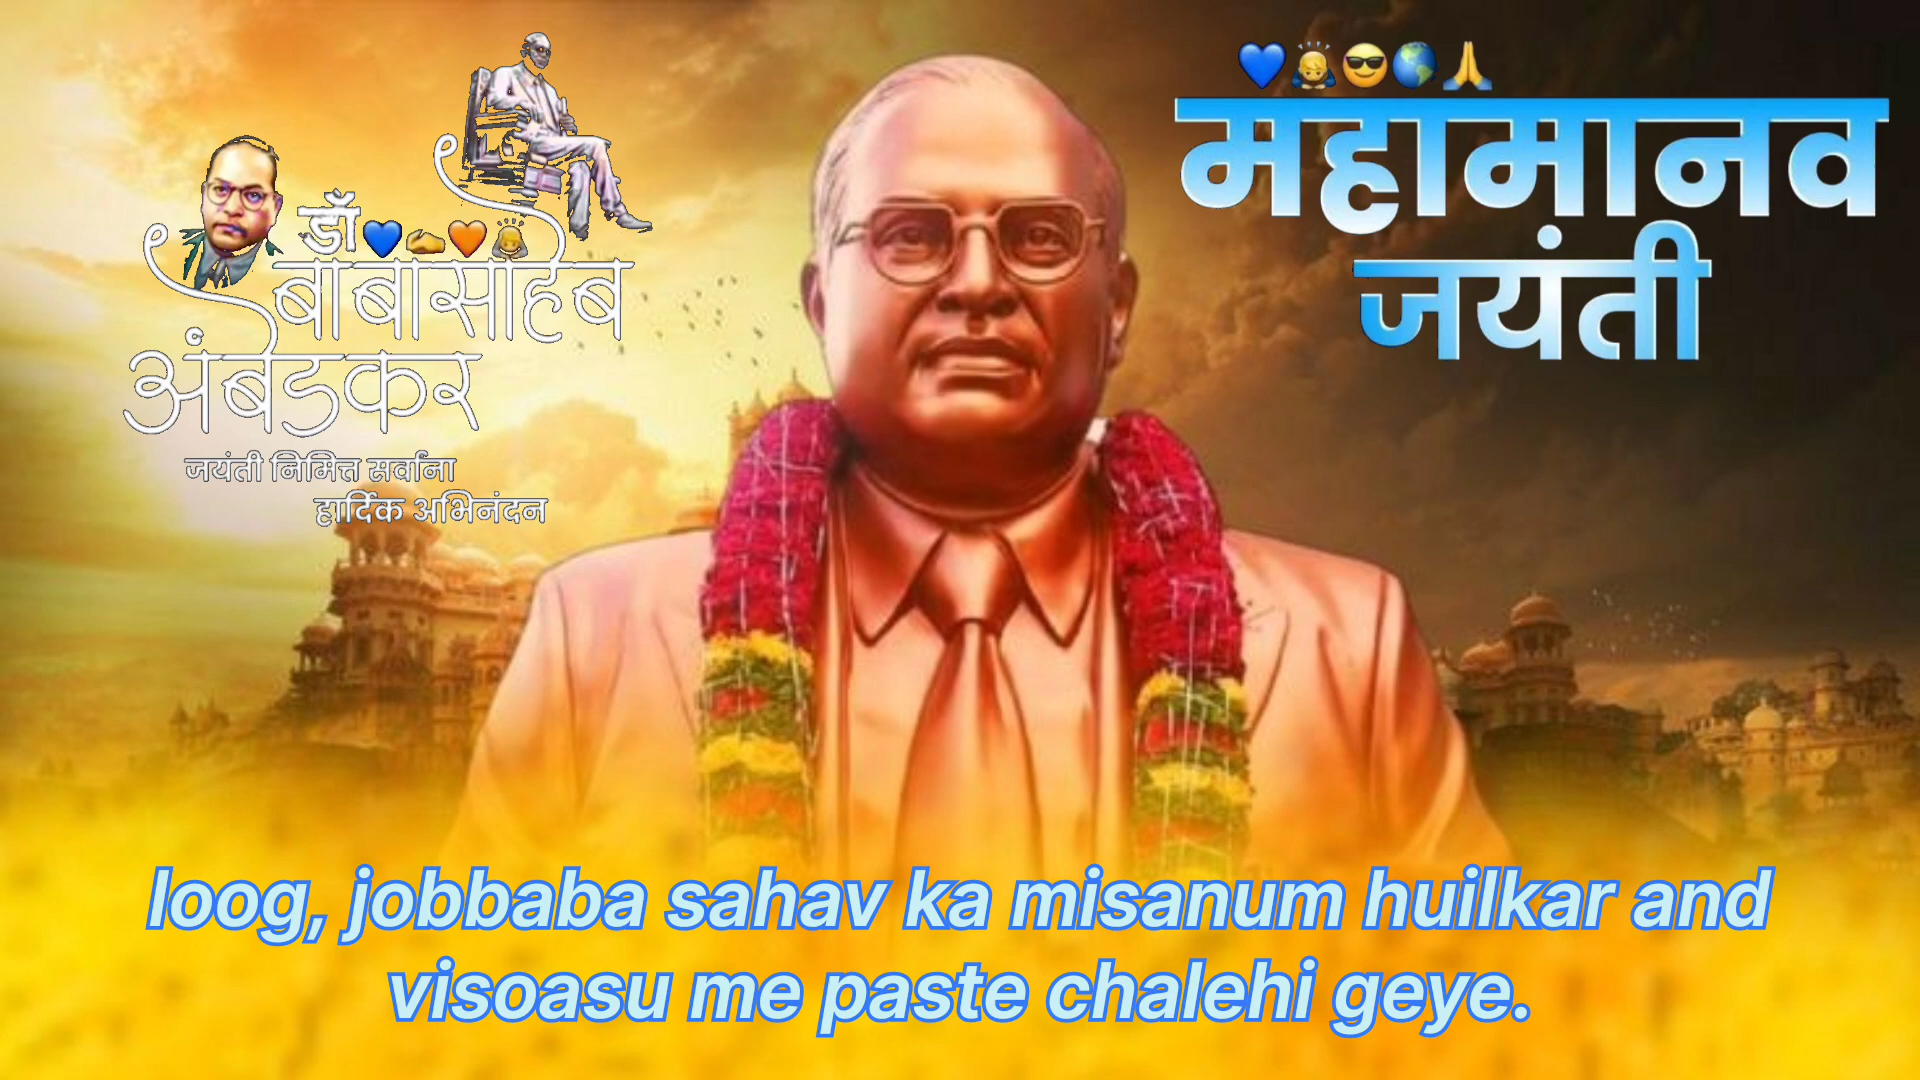 डॉ
बाबासाहेब
अंबेडकर
जयंती निमित्त सर्वांना
हार्दिक अभिनंदन
💙🙇😎🌎🙏
महामानव
जयंती
loog, jobbaba sahav ka misanum huilkar and
visoasu me paste chalehi geye.